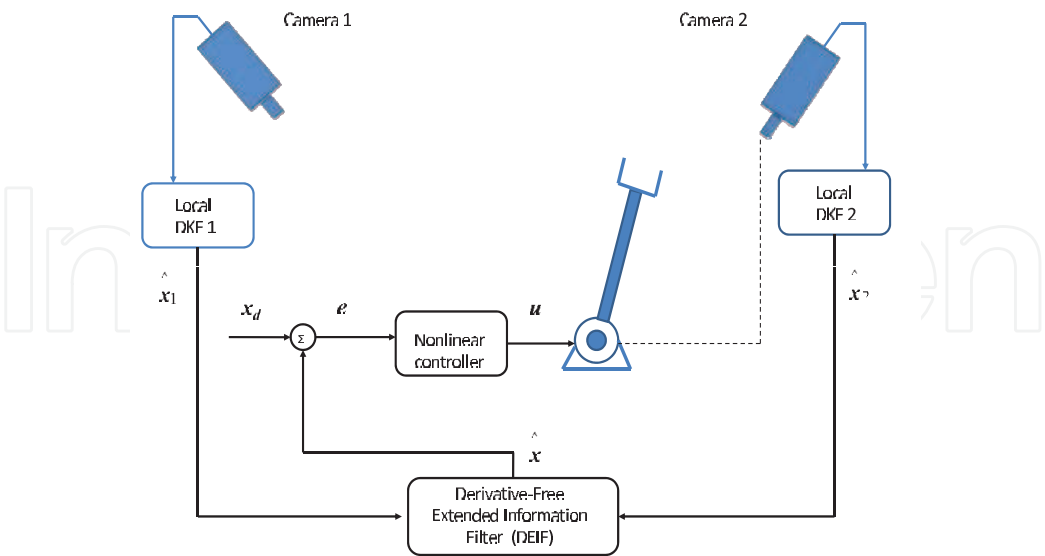 Camera 1
Camera 2
Local
DKF 1
Local
DKF 2
x̂1
x̂2
xd
e
u
Σ
Nonlinear
controller
x̂
Derivative-Free
Extended Information
Filter (DEIF)